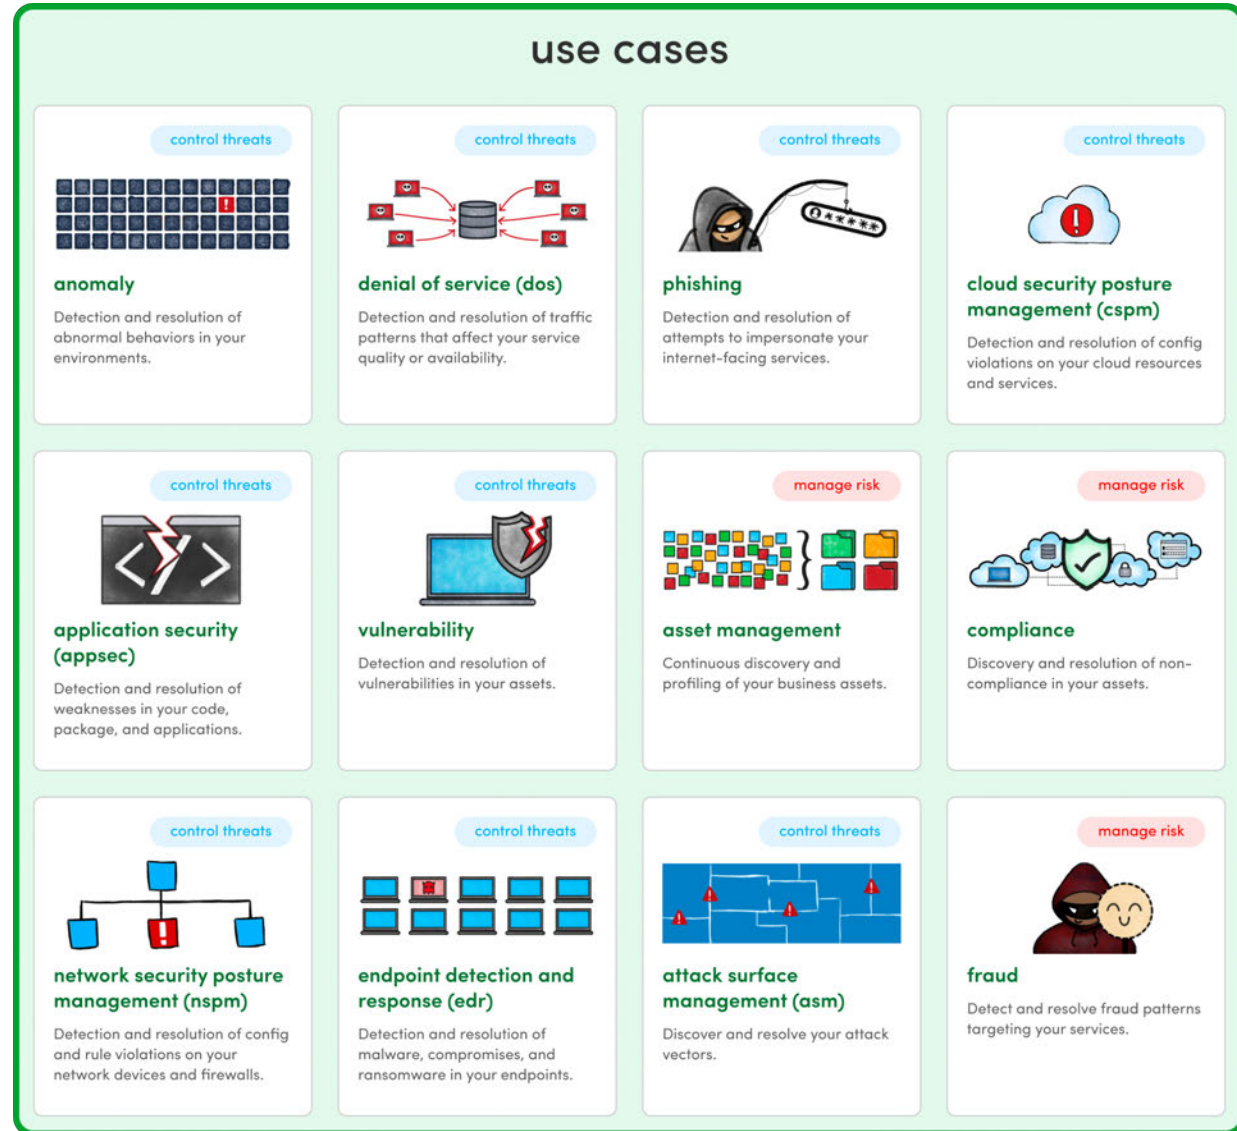 use cases
control threats
anomaly
Detection and resolution of
abnormal behaviors in your
environments.
control threats
denial of service (dos)
Detection and resolution of traffic
patterns that affect your service
quality or availability.
control threats
phishing
Detection and resolution of
attempts to impersonate your
internet-facing services.
control threats
cloud security posture
management (cspm)
Detection and resolution of config
violations on your cloud resources
and services.
control threats
application security
(appsec)
Detection and resolution of
weaknesses in your code,
package, and applications.
control threats
vulnerability
Detection and resolution of
vulnerabilities in your assets.
manage risk
asset management
Continuous discovery and
profiling of your business assets.
manage risk
compliance
Discovery and resolution of non-
compliance in your assets.
control threats
network security posture
management (nspm)
Detection and resolution of config
and rule violations on your
network devices and firewalls.
control threats
endpoint detection and
response (edr)
Detection and resolution of
malware, compromises, and
ransomware in your endpoints.
control threats
attack surface
management (asm)
Discover and resolve your attack
vectors.
manage risk
fraud
Detect and resolve fraud patterns
targeting your services.